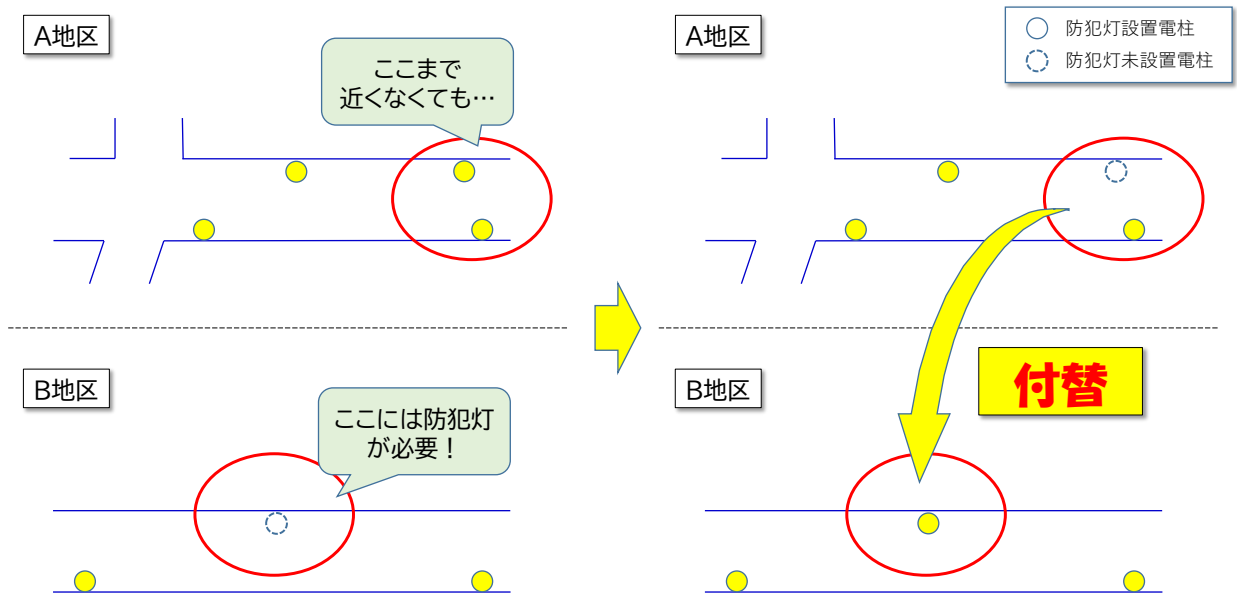 A地区
ここまで
近くなくても…
B地区
ここには防犯灯
が必要！
A地区
防犯灯設置電柱
防犯灯未設置電柱
付替
B地区